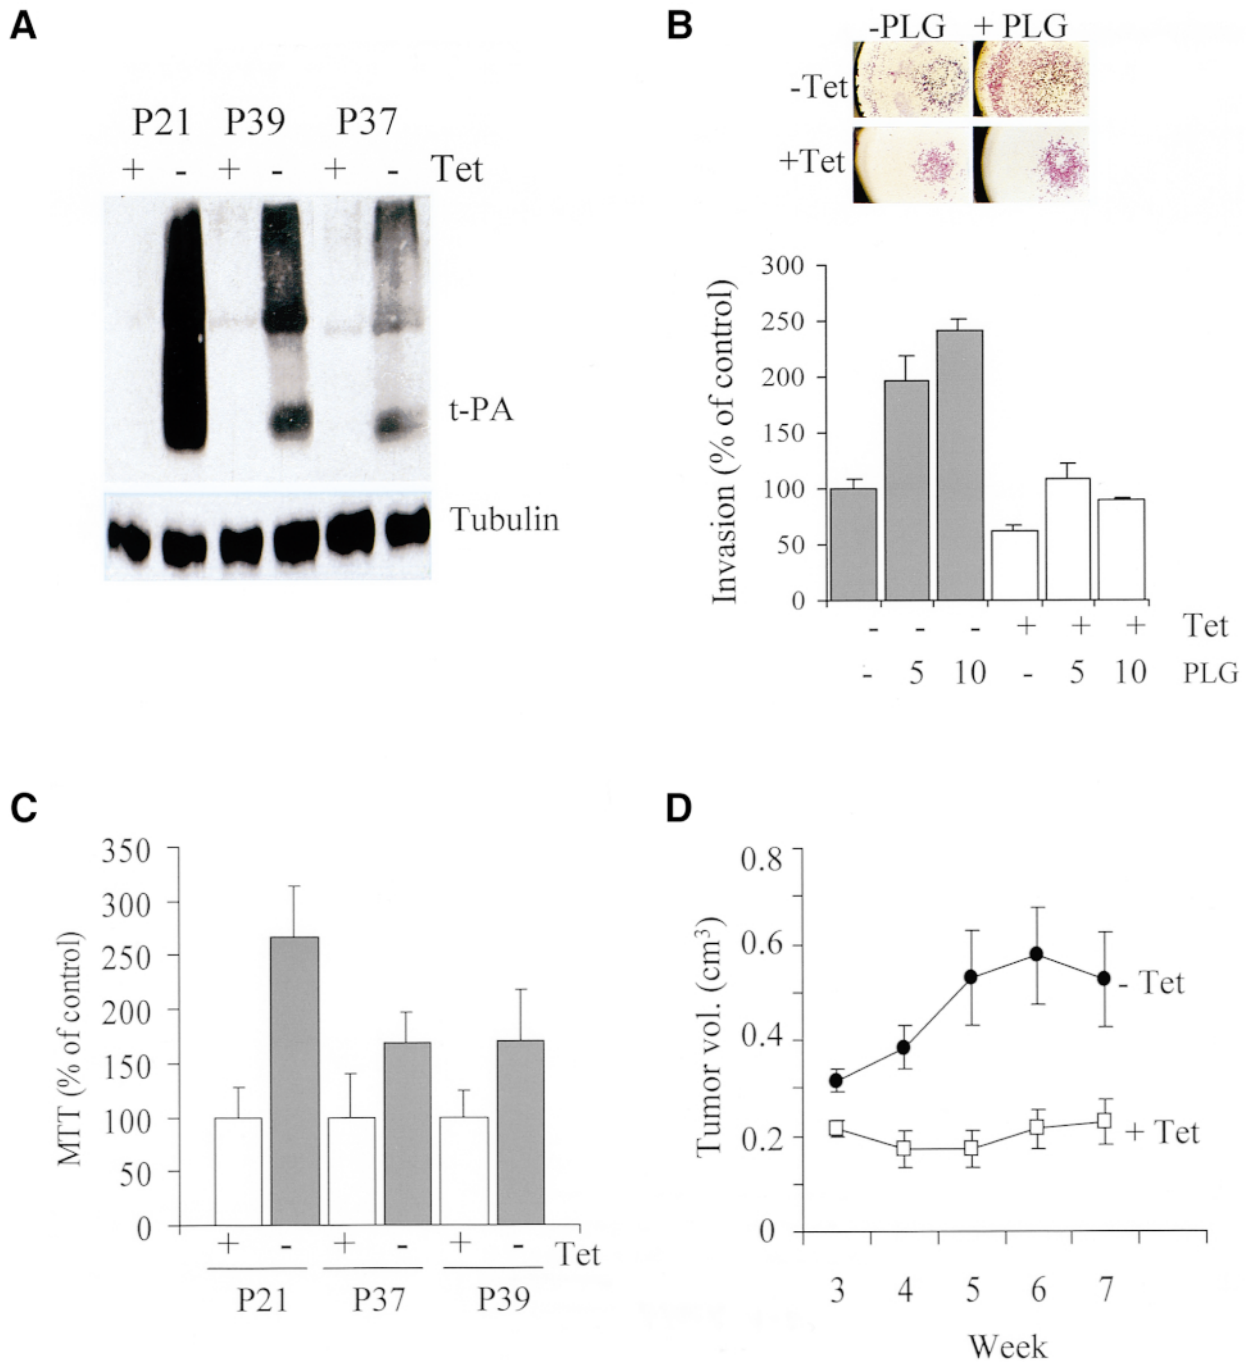 A
P21 P39 P37
+ - + - + - Tet
t-PA
Tubulin
B
-PLG + PLG
-Tet
+Tet
Invasion (% of control)
300
250
200
150
100
50
0
- - - + + + Tet
- 5 10 - 5 10 PLG
C
MTT (% of control)
350
300
250
200
150
100
50
0
+ - + - + - Tet
P21 P37 P39
D
Tumor vol. (cm³)
0.8
0.6
0.4
0.2
0
- Tet
+ Tet
3 4 5 6 7
Week